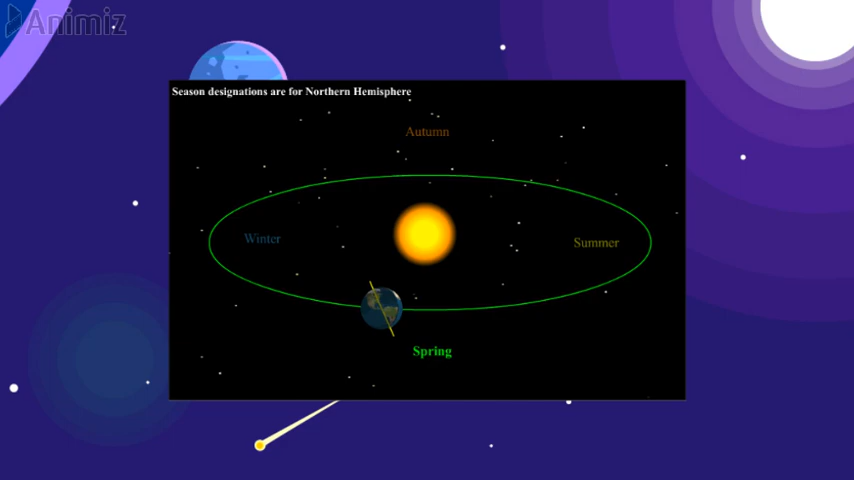 Animiz
Season designations are for Northern Hemisphere
Autumn
Winter
Summer
Spring